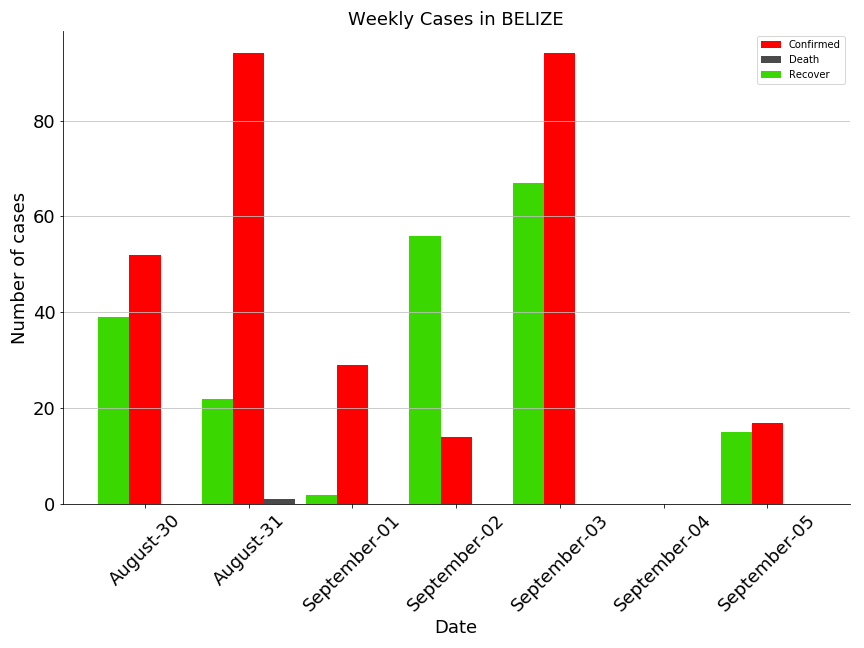 Weekly Cases in BELIZE
Confirmed
Death
Recover
Number of cases
80
60
40
20
0
August-30
August-31
September-01
September-02
September-03
September-04
September-05
Date